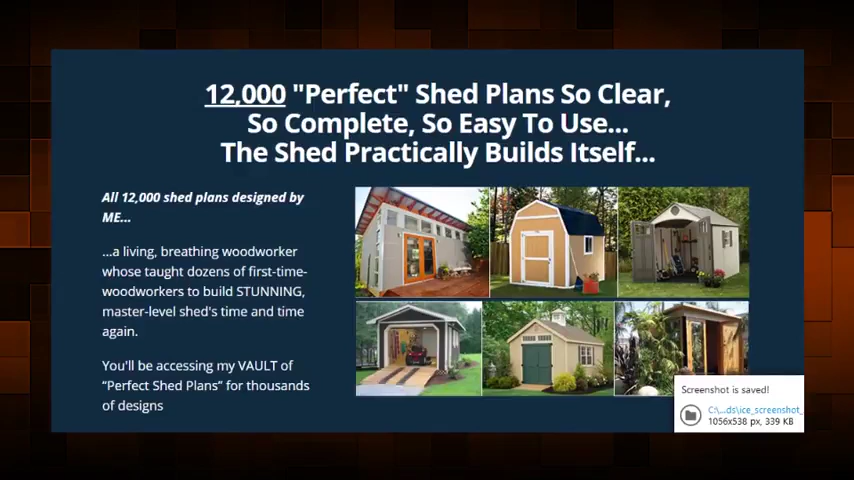 12,000 "Perfect" Shed Plans So Clear,
So Complete, So Easy To Use...
The Shed Practically Builds Itself...
All 12,000 shed plans designed by
ME...
...a living, breathing woodworker
whose taught dozens of first-time-
woodworkers to build STUNNING,
master-level shed's time and time
again.
You'll be accessing my VAULT of
“Perfect Shed Plans” for thousands
of designs
Screenshot is saved!
C:\...ds\ice_screenshot_
1056x538 px, 339 KB